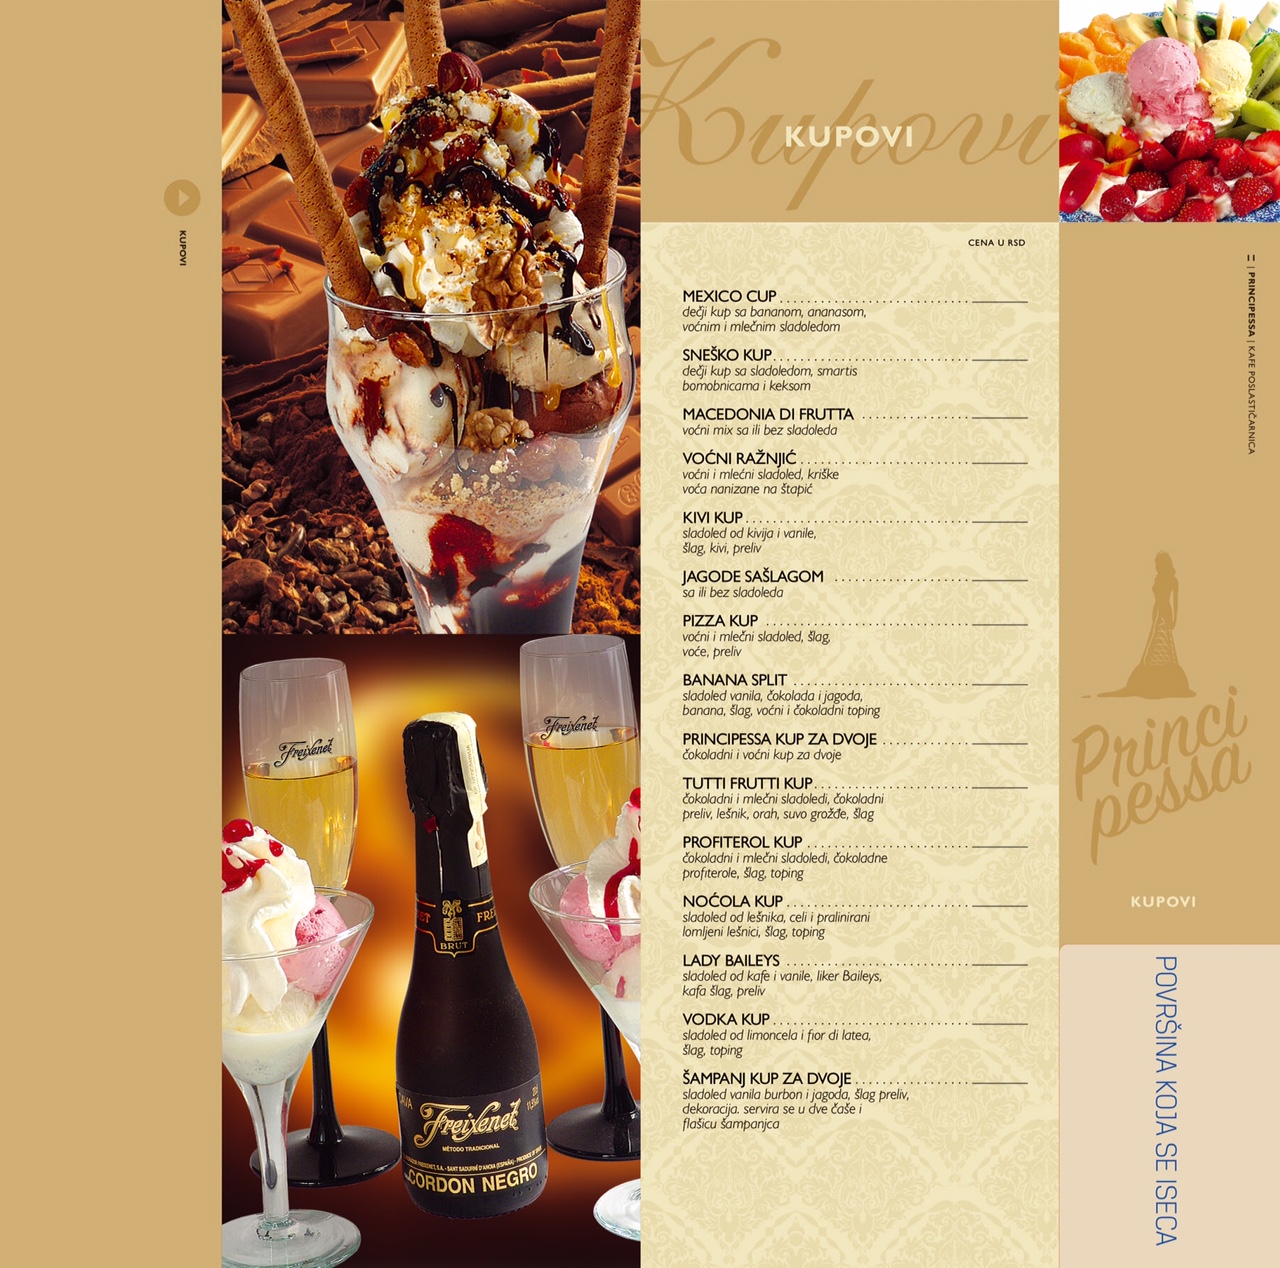 KUPOVI
Freixenet
Freixenet
BRUT
Freixenet
MÉTODO TRADICIONAL
CORDON NEGRO
Kupovi
KUPOVI
CENA U RSD
MEXICO CUP
dečji kup sa bananom, ananasom,
voćnim i mlečnim sladoledom
SNEŠKO KUP
dečji kup sa sladoledom, smartis
bomobnicama i keksom
MACEDONIA DI FRUTTA
voćni mix sa ili bez sladoleda
VOĆNI RAŽNJIĆ
voćni i mlećni sladoled, kriške
voća nanizane na štapić
KIVI KUP
sladoled od kivija i vanile,
šlag, kivi, preliv
JAGODE SAŠLAGOM
sa ili bez sladoleda
PIZZA KUP
voćni i mlečni sladoled, šlag,
voće, preliv
BANANA SPLIT
sladoled vanila, čokolada i jagoda,
banana, šlag, voćni i čokoladni toping
PRINCIPESSA KUP ZA DVOJE
čokoladni i voćni kup za dvoje
TUTTI FRUTTI KUP
čokoladni i mlečni sladoledi, čokoladni
preliv, lešnik, orah, suvo grožđe, šlag
PROFITEROL KUP
čokoladni i mlečni sladoledi, čokoladne
profiterole, šlag, toping
NOĆOLA KUP
sladoled od lešnika, celi i pralinirani
lomljeni lešnici, šlag, toping
LADY BAILEYS
sladoled od kafe i vanile, liker Baileys,
kafa šlag, preliv
VODKA KUP
sladoled od limoncela i fior di latea,
šlag, toping
ŠAMPANJ KUP ZA DVOJE
sladoled vanila burbon i jagoda, šlag preliv,
dekoracija. servira se u dve čaše i
flašicu šampanjca
11 | PRINCIPESSA | KAFE POSLASTIČARNICA
Princi
pessa
KUPOVI
POVRŠINA KOJA SE ISECA